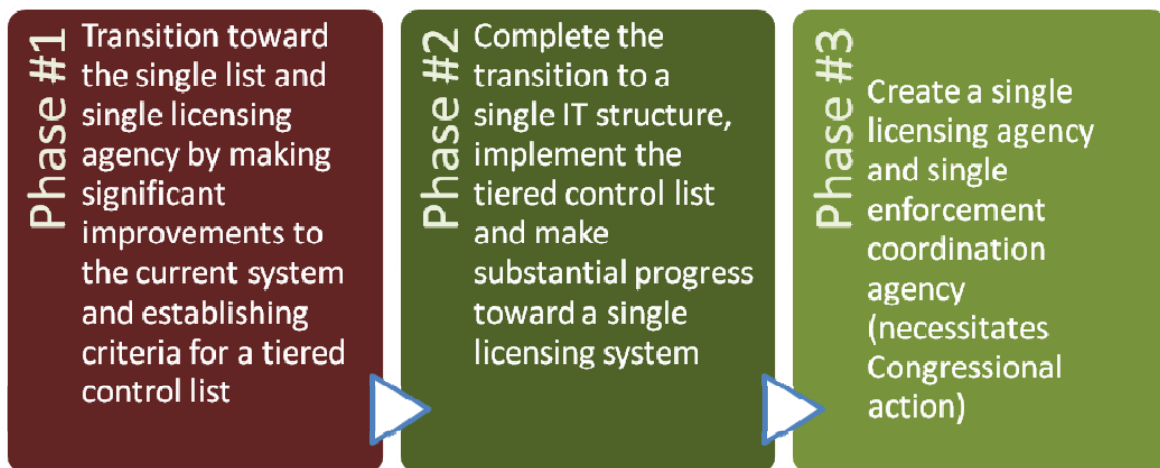 Phase #1
Transition toward
the single list and
single licensing
agency by making
significant
improvements to
the current system
and establishing
criteria for a tiered
control list
Phase #2
Complete the
transition to a
single IT structure,
implement the
tiered control list
and make
substantial progress
toward a single
licensing system
Phase #3
Create a single
licensing agency
and single
enforcement
coordination
agency
(necessitates
Congressional
action)